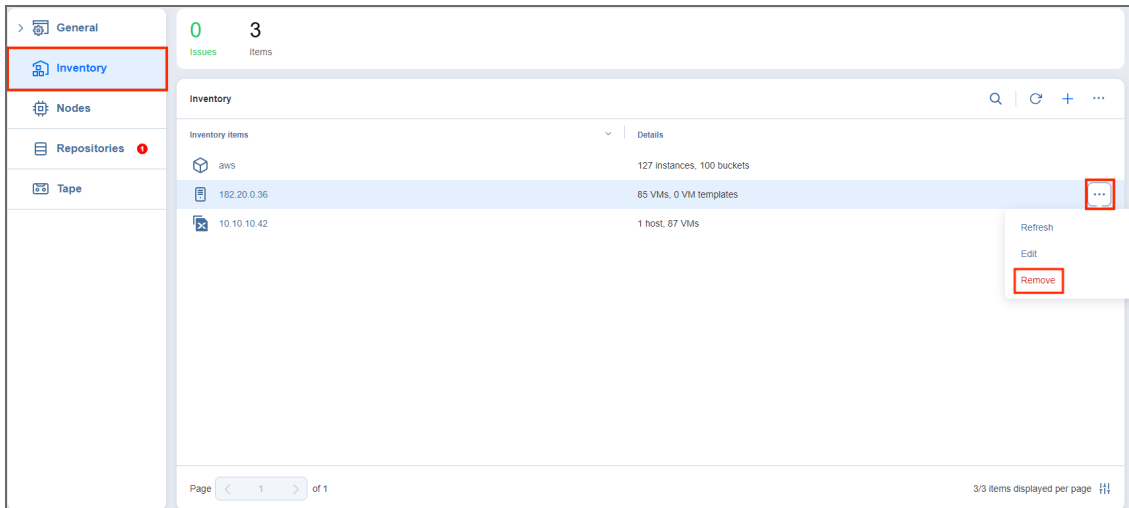 General
Inventory
Nodes
Repositories 1
Tape
0 3
Issues Items
Inventory
Inventory items Details
aws 127 instances, 100 buckets
182.20.0.36 85 VMs, 0 VM templates
10.10.10.42 1 host, 87 VMs
Refresh
Edit
Remove
Page 1 of 1
3/3 items displayed per page